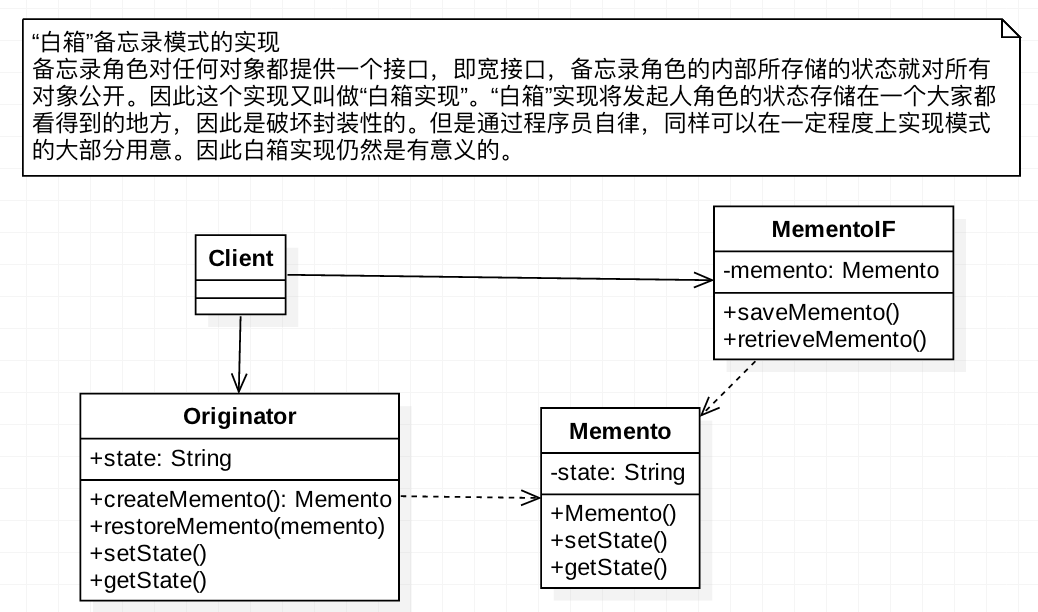 “白箱”备忘录模式的实现
备忘录角色对任何对象都提供一个接口，即宽接口，备忘录角色的内部所存储的状态就对所有
对象公开。因此这个实现又叫做“白箱实现”。“白箱”实现将发起人角色的状态存储在一个大家都
看得到的地方，因此是破坏封装性的。但是通过程序员自律，同样可以在一定程度上实现模式
的大部分用意。因此白箱实现仍然是有意义的。
Client
MementoIF
-memento: Memento
+saveMemento()
+retrieveMemento()
Originator
+state: String
+createMemento(): Memento
+restoreMemento(memento)
+setState()
+getState()
Memento
-state: String
+Memento()
+setState()
+getState()